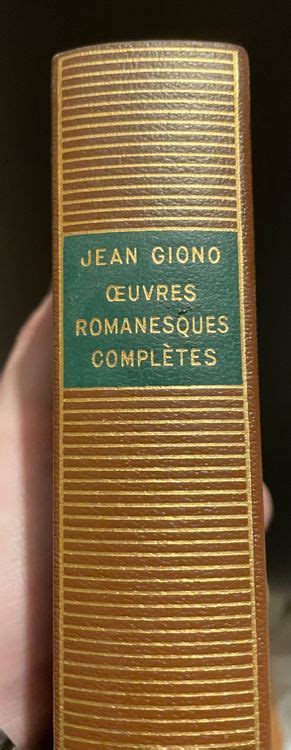 JEAN GIONO
ŒUVRES
ROMANESQUES
COMPLÈTES